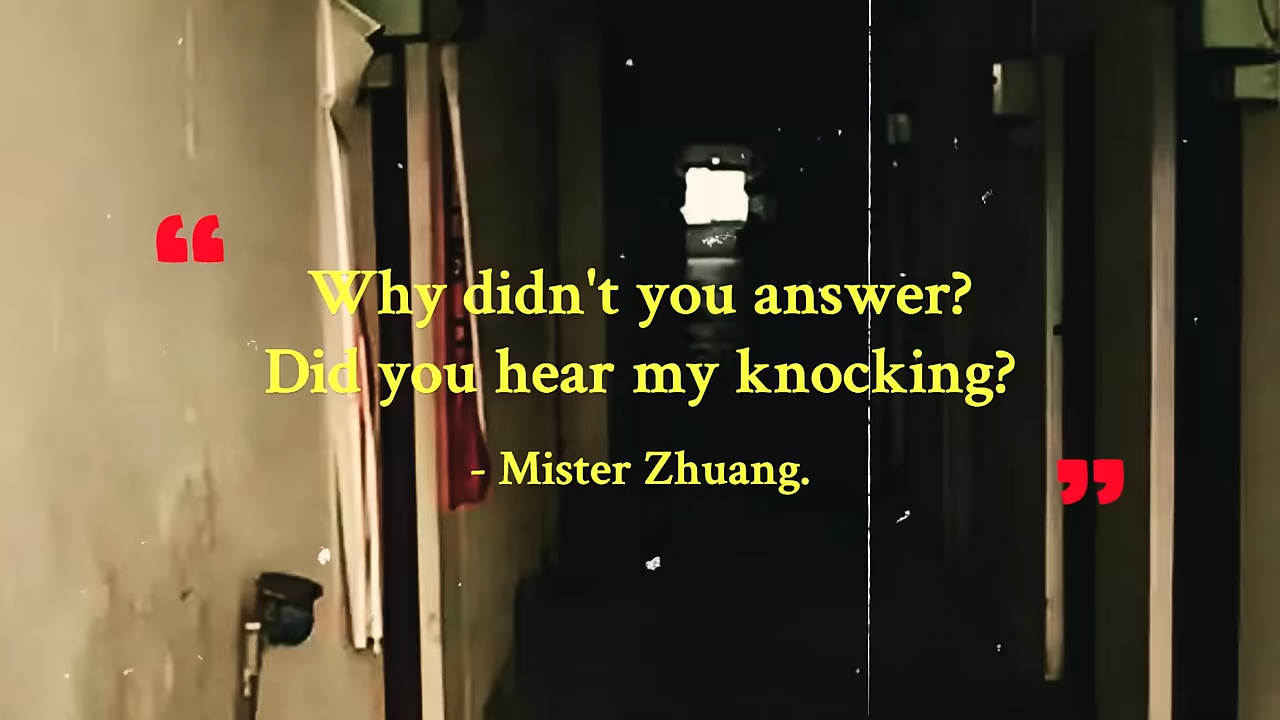 “
Why didn't you answer?
Did you hear my knocking?
- Mister Zhuang.
”